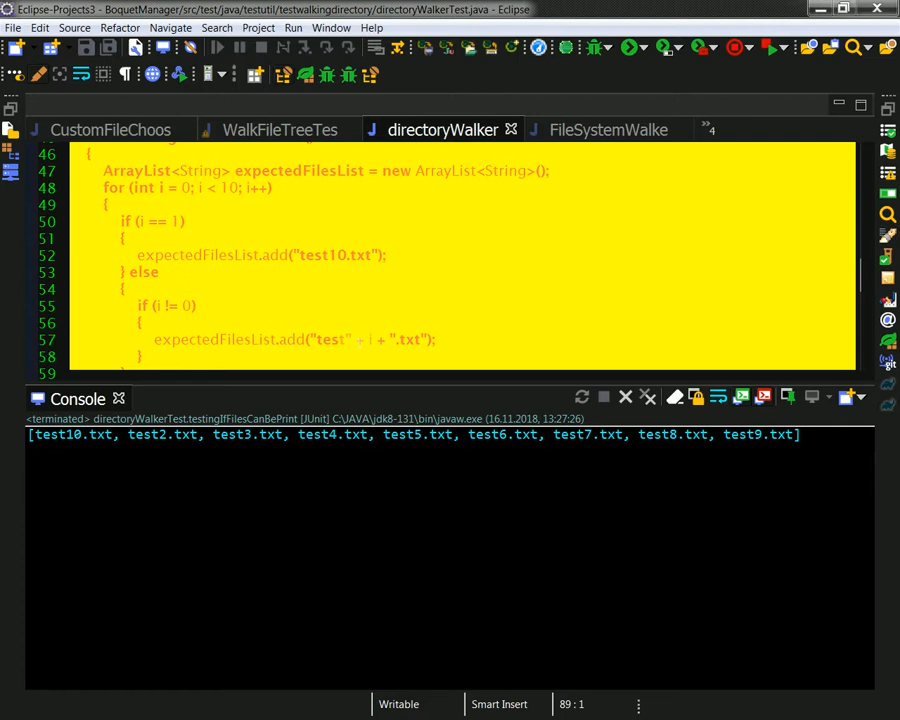 Eclipse-Projects3 - BoquetManager/src/test/java/testutil/testwalkingdirectory/directoryWalkerTest.java - Eclipse
File Edit Source Refactor Navigate Search Project Run Window Help
CustomFileChoos WalkFileTreeTes directoryWalker FileSystemWalke »4
46 {
47 ArrayList<String> expectedFilesList = new ArrayList<String>();
48 for (int i = 0; i < 10; i++)
49 {
50 if (i == 1)
51 {
52 expectedFilesList.add("test10.txt");
53 } else
54 {
55 if (i != 0)
56 {
57 expectedFilesList.add("test" + i + ".txt");
58 }
59
Console
<terminated> directoryWalkerTest.testingIfFilesCanBePrint [JUnit] C:\JAVA\jdk8-131\bin\javaw.exe (16.11.2018, 13:27:26)
[test10.txt, test2.txt, test3.txt, test4.txt, test5.txt, test6.txt, test7.txt, test8.txt, test9.txt]
Writable Smart Insert 89 : 1